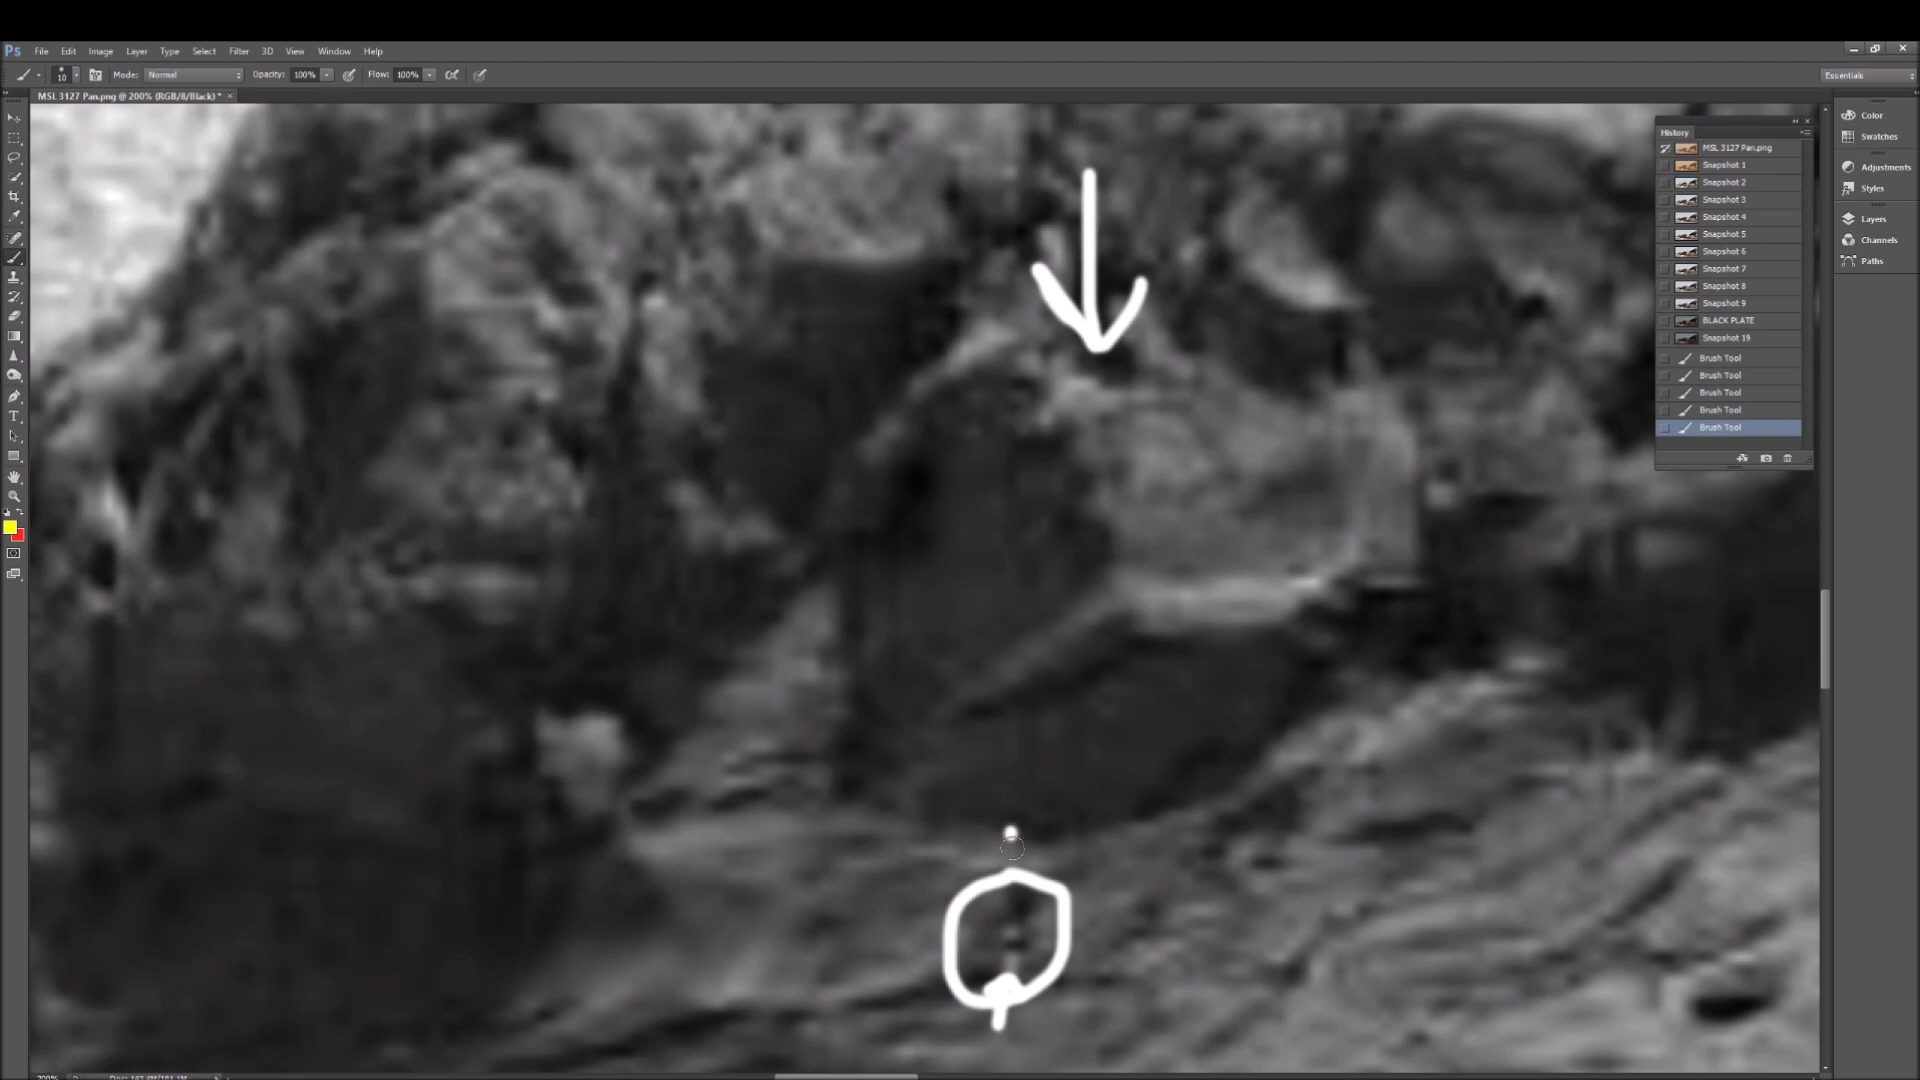 Ps File Edit Image Layer Type Select Filter 3D View Window Help
10 Mode: Normal Opacity: 100% Flow: 100% Essentials
MSL 3127 Pan.png @ 200% (RGB/8/Black) * ×
History
MSL 3127 Pan.png
Snapshot 1
Snapshot 2
Snapshot 3
Snapshot 4
Snapshot 5
Snapshot 6
Snapshot 7
Snapshot 8
Snapshot 9
BLACK PLATE
Snapshot 19
Brush Tool
Brush Tool
Brush Tool
Brush Tool
Brush Tool
Color
Swatches
Adjustments
Styles
Layers
Channels
Paths